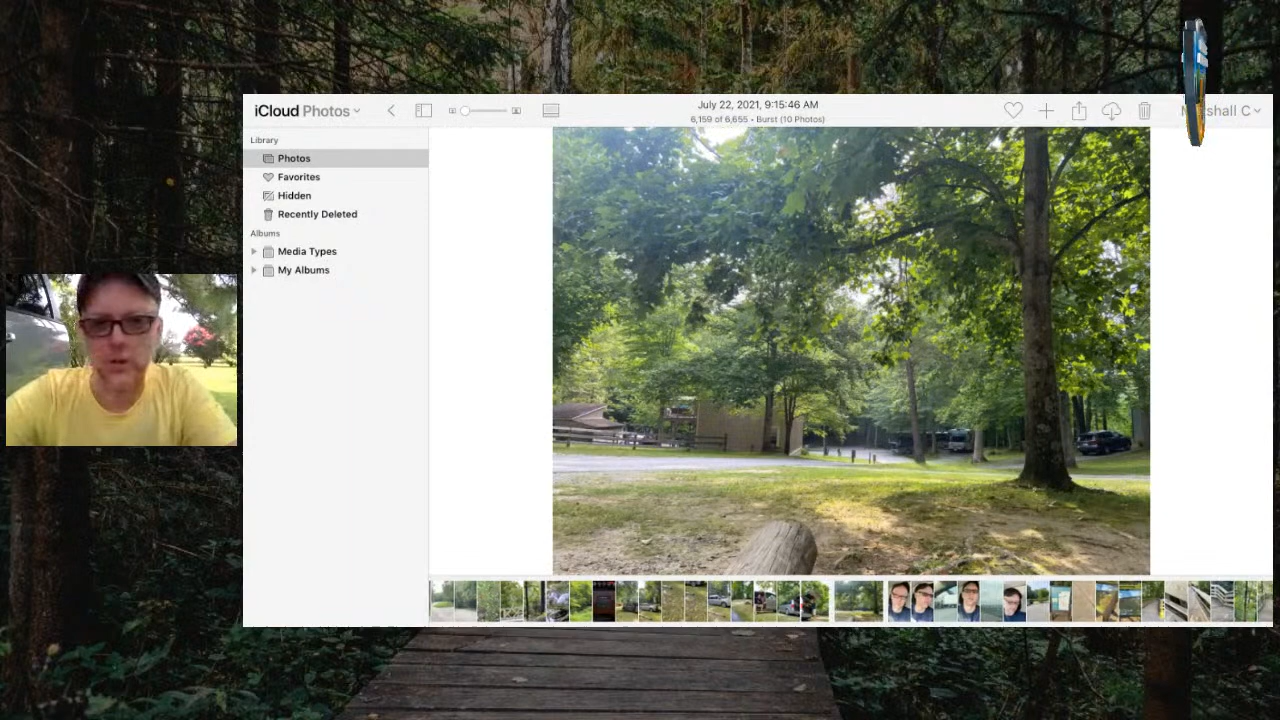 iCloud Photos
July 22, 2021, 9:15:46 AM
6,159 of 6,655 • Burst (10 Photos)
shall C
Library
Photos
Favorites
Hidden
Recently Deleted
Albums
Media Types
My Albums